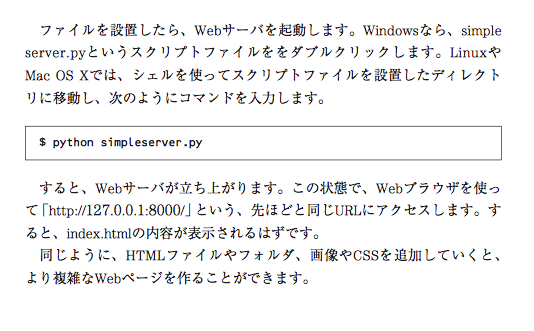 ファイルを設置したら、Webサーバを起動します。Windowsなら、simple
server.pyというスクリプトファイルををダブルクリックします。Linuxや
Mac OS Xでは、シェルを使ってスクリプトファイルを設置したディレクト
リに移動し、次のようにコマンドを入力します。
$ python simpleserver.py
すると、Webサーバが立ち上がります。この状態で、Webブラウザを使っ
て「http://127.0.0.1:8000/」という、先ほどと同じURLにアクセスします。す
ると、index.htmlの内容が表示されるはずです。
同じように、HTMLファイルやフォルダ、画像やCSSを追加していくと、
より複雑なWebページを作ることができます。